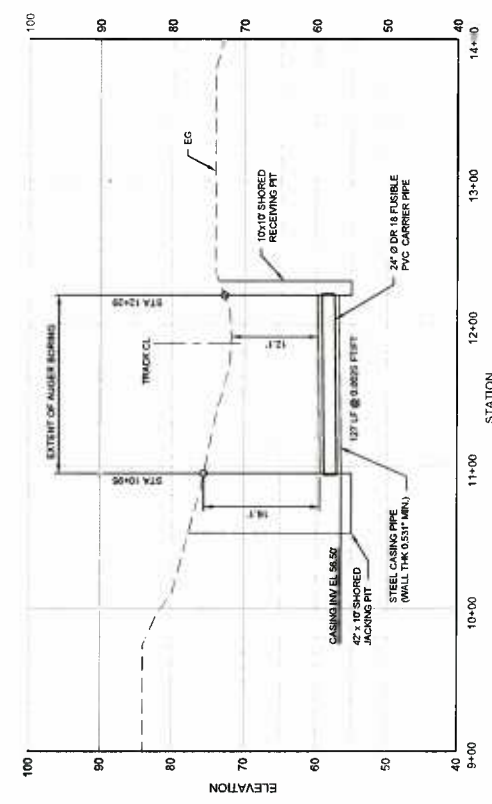 100
90
80
70
60
50
40
ELEVATION
100
90
80
70
60
50
40
9+00
10+00
11+00
12+00
13+00
14+00
STATION
EXTENT OF AUGER BORING
STA 10+95
STA 12+20
TRACK CL
EG
10'x10' SHORED
RECEIVING PIT
12.1'
16.1'
127 LF @ 0.0025 FT/FT
24" Ø DR 18 FUSIBLE
PVC CARRIER PIPE
CASING INV EL 56.50'
42' x 10' SHORED
JACKING PIT
STEEL CASING PIPE
(WALL THK 0.531" MIN.)